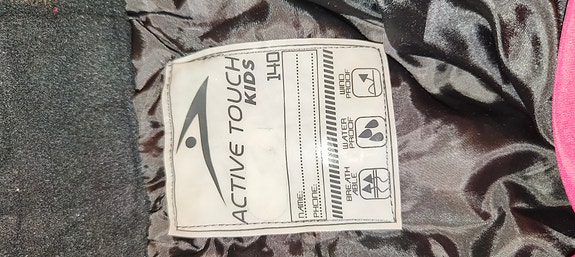 ACTIVE TOUCH
KIDS
140
NAME:
PHONE:
BREATH
ABLE
WATER
PROOF
WIND
PROOF